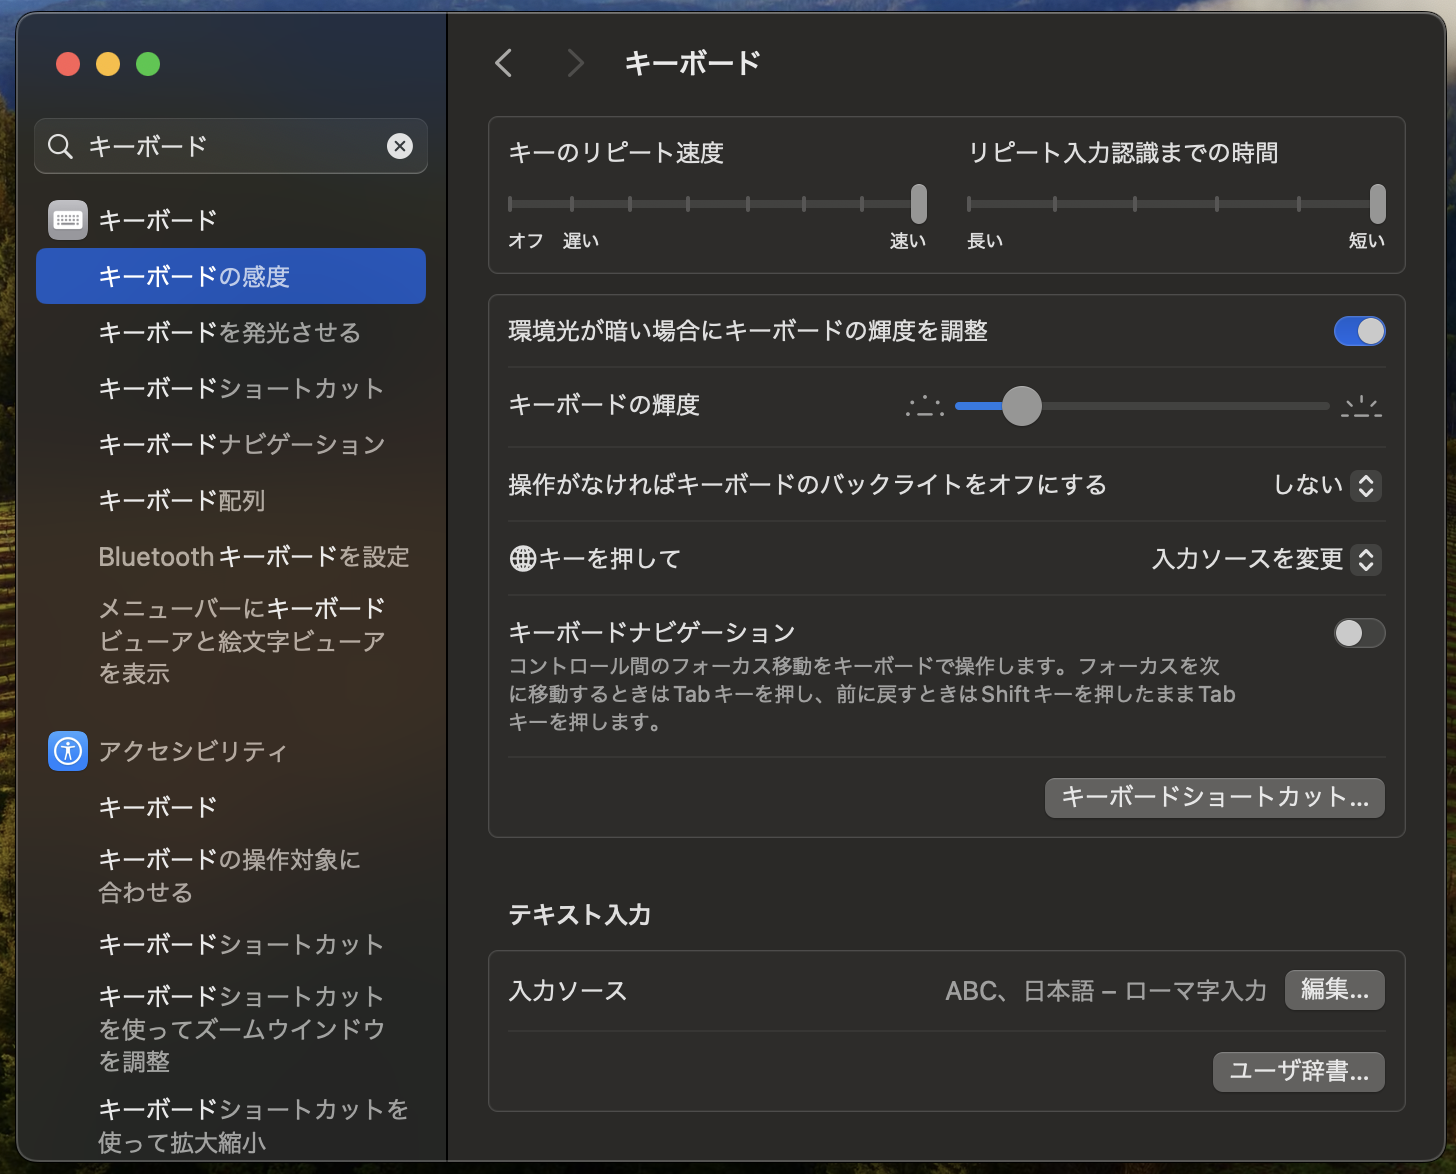 キーボード
キーボード
キーボードの感度
キーボードを発光させる
キーボードショートカット
キーボードナビゲーション
キーボード配列
Bluetoothキーボードを設定
メニューバーにキーボード
ビューアと絵文字ビューア
を表示
アクセシビリティ
キーボード
キーボードの操作対象に
合わせる
キーボードショートカット
キーボードショートカット
を使ってズームウインドウ
を調整
キーボードショートカットを
使って拡大縮小
キーボード
キーのリピート速度
オフ 遅い 速い
リピート入力認識までの時間
長い 短い
環境光が暗い場合にキーボードの輝度を調整
キーボードの輝度
操作がなければキーボードのバックライトをオフにする しない
キーを押して 入力ソースを変更
キーボードナビゲーション
コントロール間のフォーカス移動をキーボードで操作します。フォーカスを次
に移動するときはTabキーを押し、前に戻すときはShiftキーを押したままTab
キーを押します。
キーボードショートカット...
テキスト入力
入力ソース ABC、日本語 – ローマ字入力 編集...
ユーザ辞書...